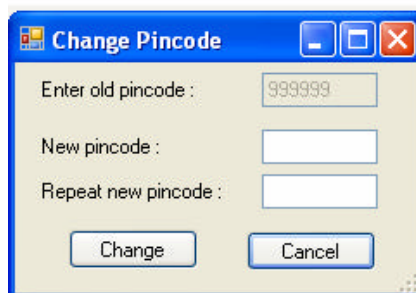 Change Pincode
Enter old pincode : 999999
New pincode :
Repeat new pincode :
Change Cancel